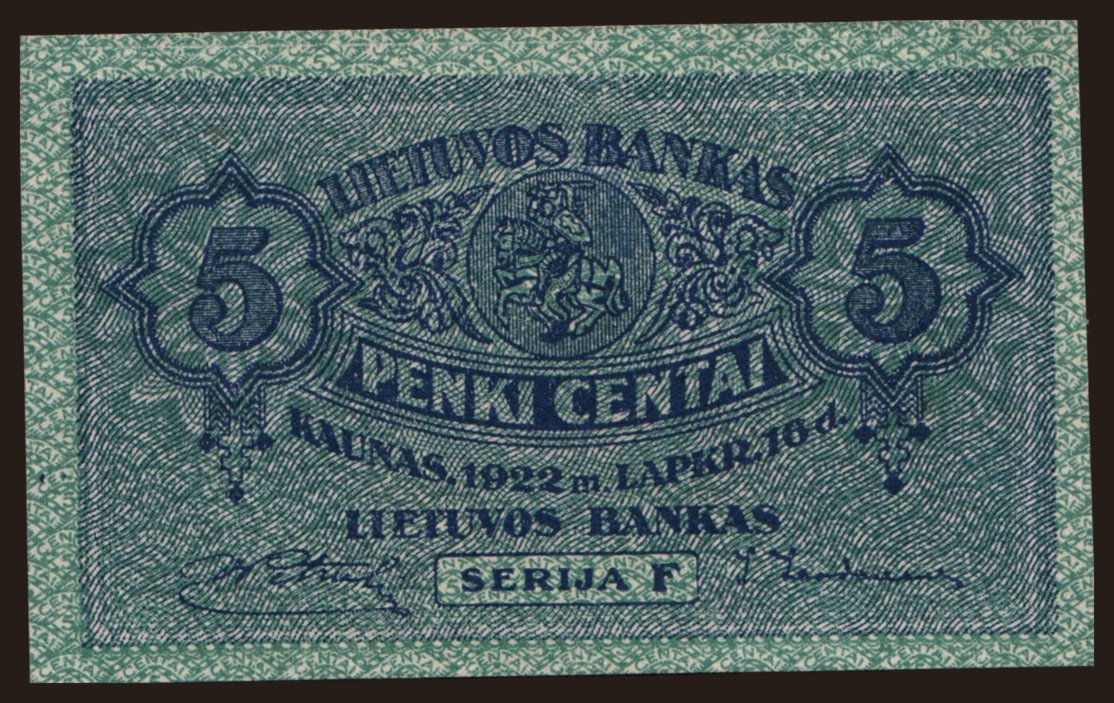 LIETUVOS BANKAS
5 5
PENKI CENTAI
KAUNAS, 1922 m. LAPKR. 16 d.
LIETUVOS BANKAS
SERIJA F